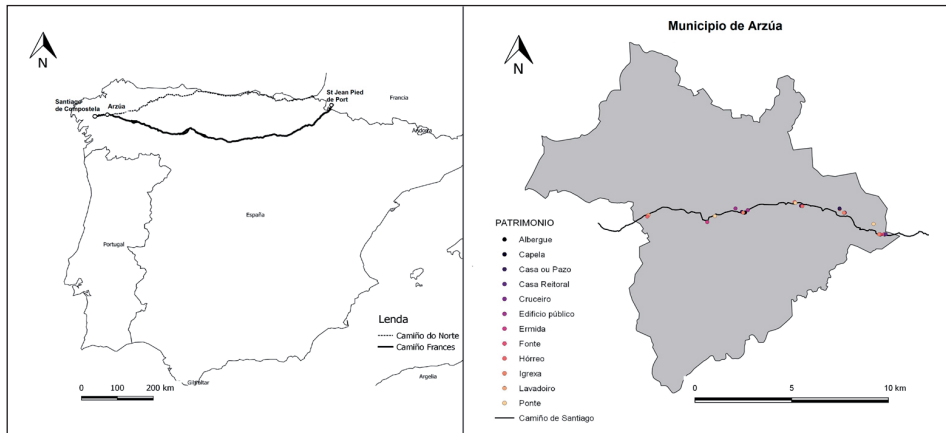 N
Santiago
de Compostela
Arzúa
St Jean Pied
de Port
Francia
Andorra
España
Portugal
Gibraltar
Argelia
Lenda
Camiño do Norte
Camiño Frances
0 100 200 km
Municipio de Arzúa
N
PATRIMONIO
Albergue
Capela
Casa ou Pazo
Casa Reitoral
Cruceiro
Edificio público
Ermida
Fonte
Hórreo
Igrexa
Lavadoiro
Ponte
Camiño de Santiago
0 5 10 km